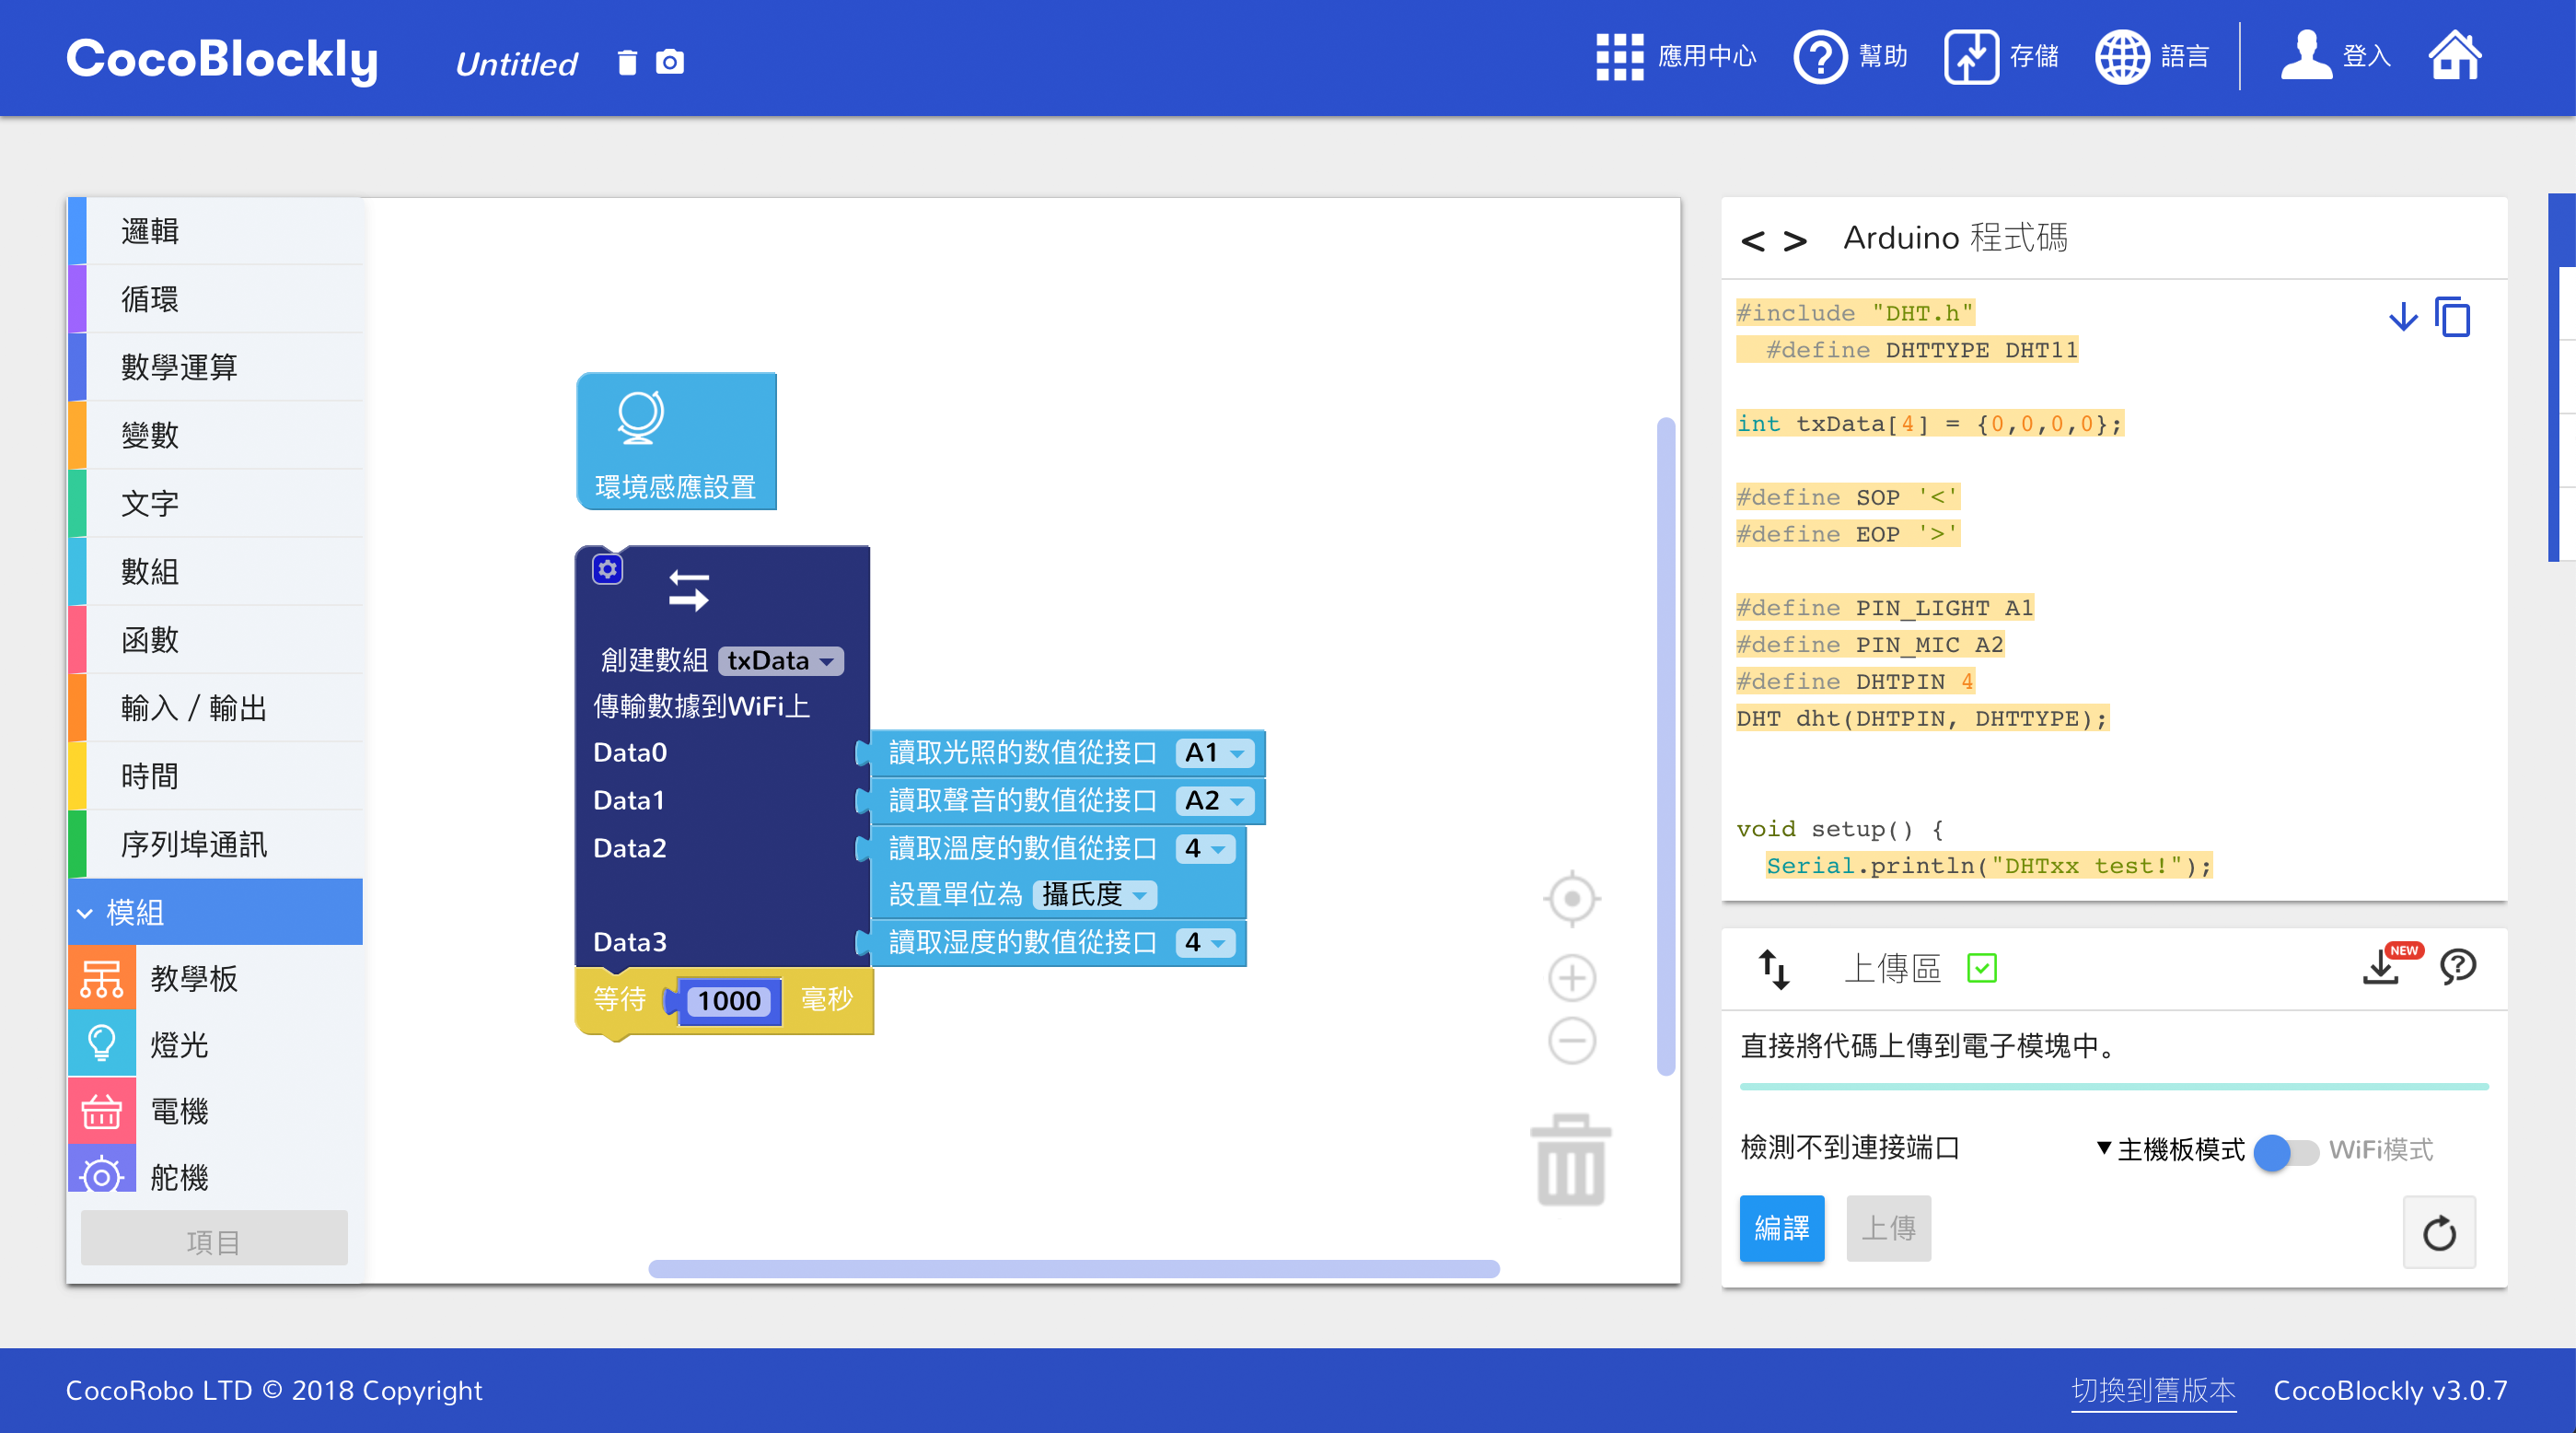 CocoBlockly
Untitled
應用中心
幫助
存儲
語言
登入
邏輯
循環
數學運算
變數
文字
數組
函數
輸入 / 輸出
時間
序列埠通訊
模組
教學板
燈光
電機
舵機
項目
環境感應設置
創建數組 txData
傳輸數據到WiFi上
Data0 讀取光照的数值從接口 A1
Data1 讀取聲音的數值從接口 A2
Data2 讀取溫度的數值從接口 4
設置單位為 攝氏度
Data3 讀取湿度的數值從接口 4
等待 1000 毫秒
< > Arduino 程式碼
#include "DHT.h"
#define DHTTYPE DHT11
int txData[4] = {0,0,0,0};
#define SOP '<'
#define EOP '>'
#define PIN_LIGHT A1
#define PIN_MIC A2
#define DHTPIN 4
DHT dht(DHTPIN, DHTTYPE);
void setup() {
Serial.println("DHTxx test!");
上傳區
NEW
直接將代碼上傳到電子模塊中。
檢測不到連接端口
▼主機板模式
WiFi模式
編譯
上傳
CocoRobo LTD © 2018 Copyright
切換到舊版本
CocoBlockly v3.0.7